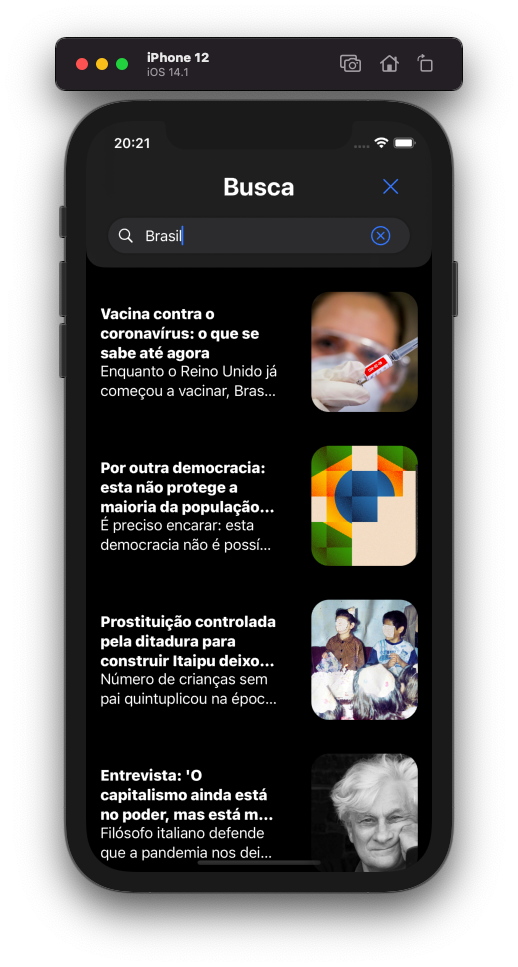 iPhone 12
iOS 14.1
20:21
Busca
Brasil
Vacina contra o
coronavírus: o que se
sabe até agora
Enquanto o Reino Unido já
começou a vacinar, Bras...
Por outra democracia:
esta não protege a
maioria da população...
É preciso encarar: esta
democracia não é possí...
Prostituição controlada
pela ditadura para
construir Itaipu deixo...
Número de crianças sem
pai quintuplicou na époc...
Entrevista: 'O
capitalismo ainda está
no poder, mas está m...
Filósofo italiano defende
que a pandemia nos dei...